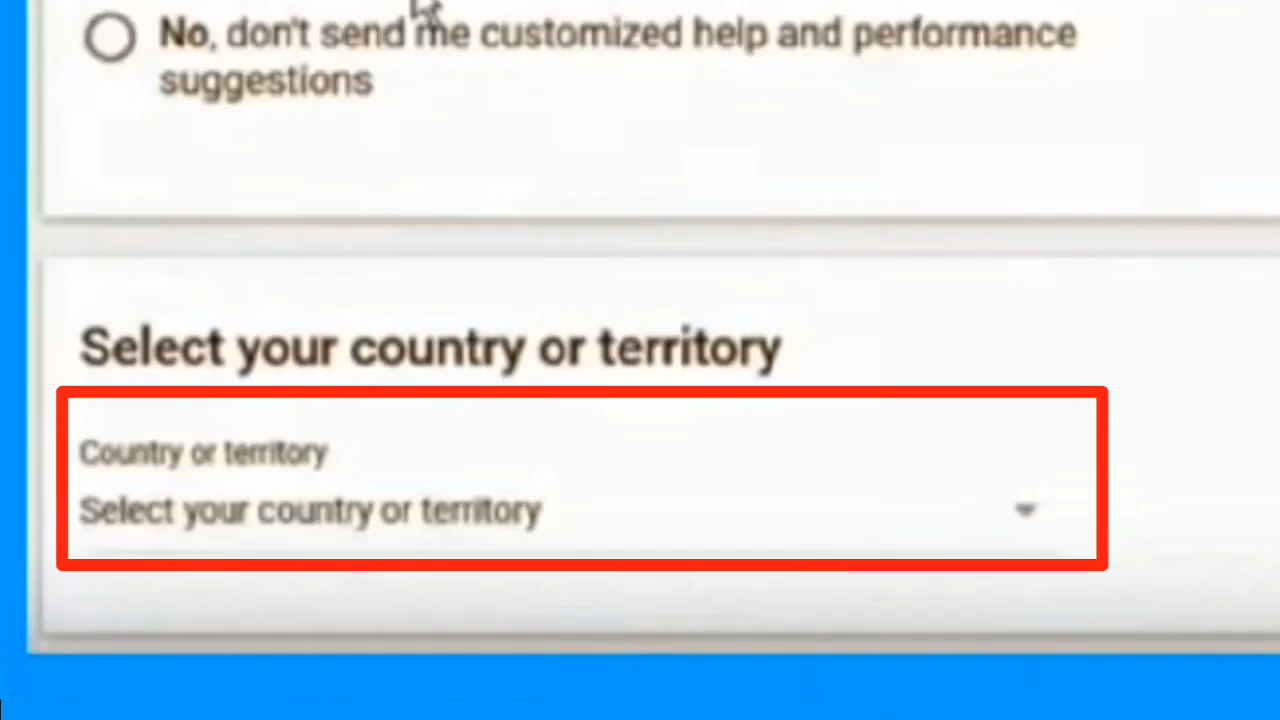 No, don't send me customized help and performance
suggestions
Select your country or territory
Country or territory
Select your country or territory